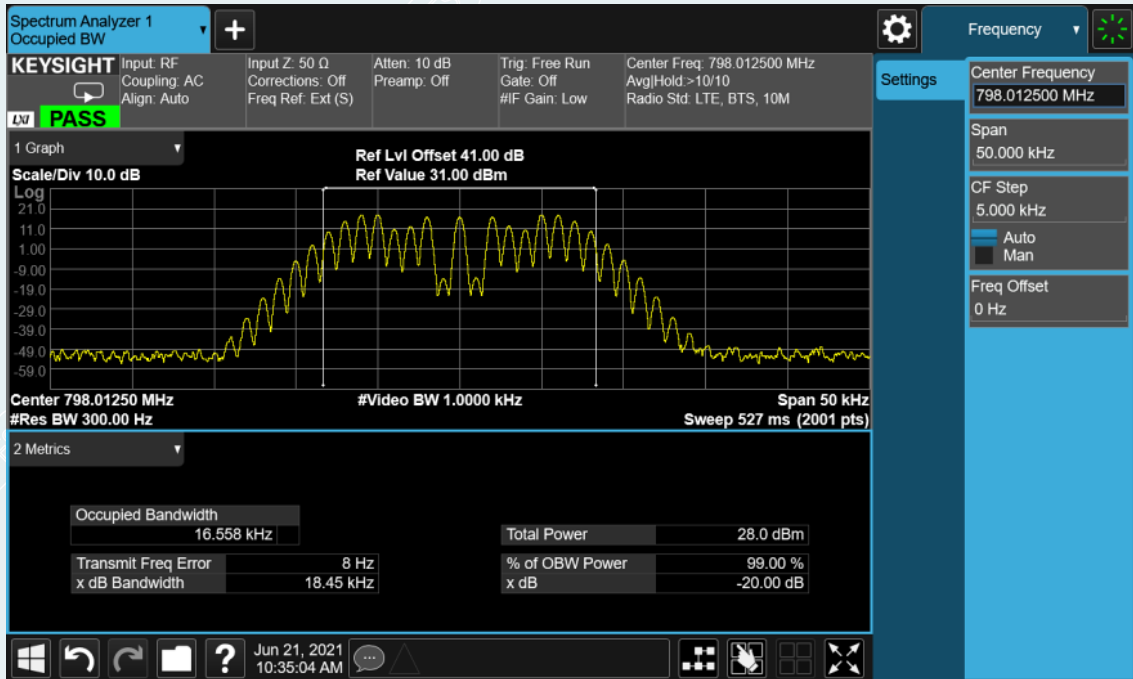 Spectrum Analyzer 1
Occupied BW
+
Frequency
KEYSIGHT
Input: RF
Coupling: AC
Align: Auto
Input Z: 50 Ω
Corrections: Off
Freq Ref: Ext (S)
Atten: 10 dB
Preamp: Off
Trig: Free Run
Gate: Off
#IF Gain: Low
Center Freq: 798.012500 MHz
Avg|Hold:>10/10
Radio Std: LTE, BTS, 10M
LXI
PASS
Settings
Center Frequency
798.012500 MHz
Span
50.000 kHz
CF Step
5.000 kHz
Auto
Man
Freq Offset
0 Hz
1 Graph
Ref Lvl Offset 41.00 dB
Scale/Div 10.0 dB
Ref Value 31.00 dBm
Log
21.0
11.0
1.00
-9.00
-19.0
-29.0
-39.0
-49.0
-59.0
Center 798.01250 MHz
#Video BW 1.0000 kHz
Span 50 kHz
#Res BW 300.00 Hz
Sweep 527 ms (2001 pts)
2 Metrics
Occupied Bandwidth
16.558 kHz
Total Power 28.0 dBm
Transmit Freq Error 8 Hz
% of OBW Power 99.00 %
x dB Bandwidth 18.45 kHz
x dB -20.00 dB
?
Jun 21, 2021
10:35:04 AM